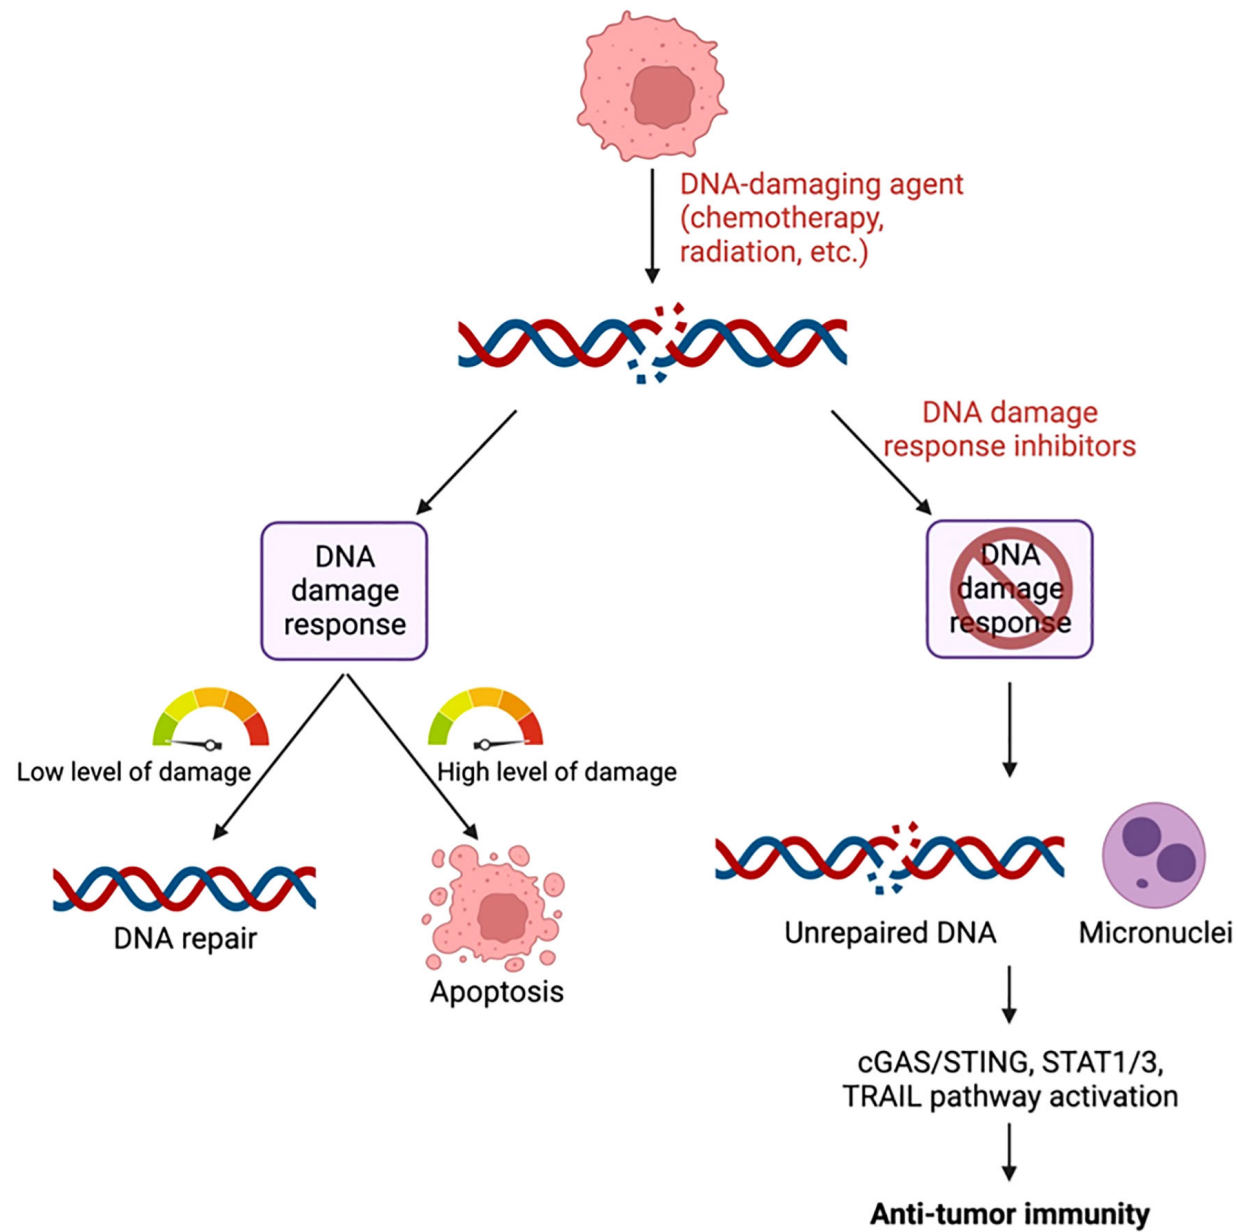 DNA-damaging agent
(chemotherapy,
radiation, etc.)
DNA damage
response inhibitors
DNA
damage
response
DNA
damage
response
Low level of damage
High level of damage
DNA repair
Apoptosis
Unrepaired DNA
Micronuclei
cGAS/STING, STAT1/3,
TRAIL pathway activation
Anti-tumor immunity